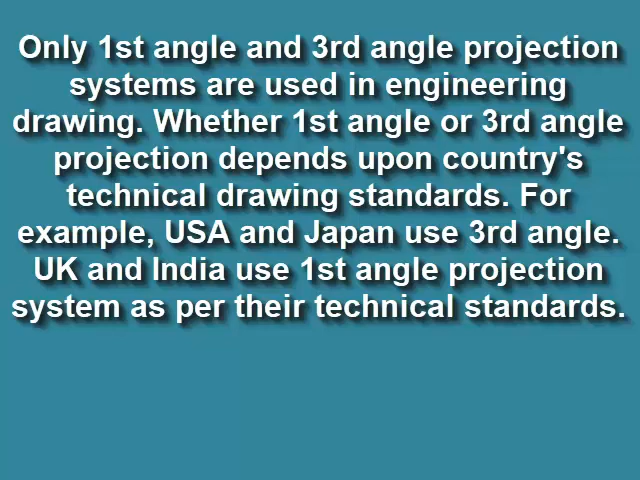 Only 1st angle and 3rd angle projection
systems are used in engineering
drawing. Whether 1st angle or 3rd angle
projection depends upon country's
technical drawing standards. For
example, USA and Japan use 3rd angle.
UK and India use 1st angle projection
system as per their technical standards.